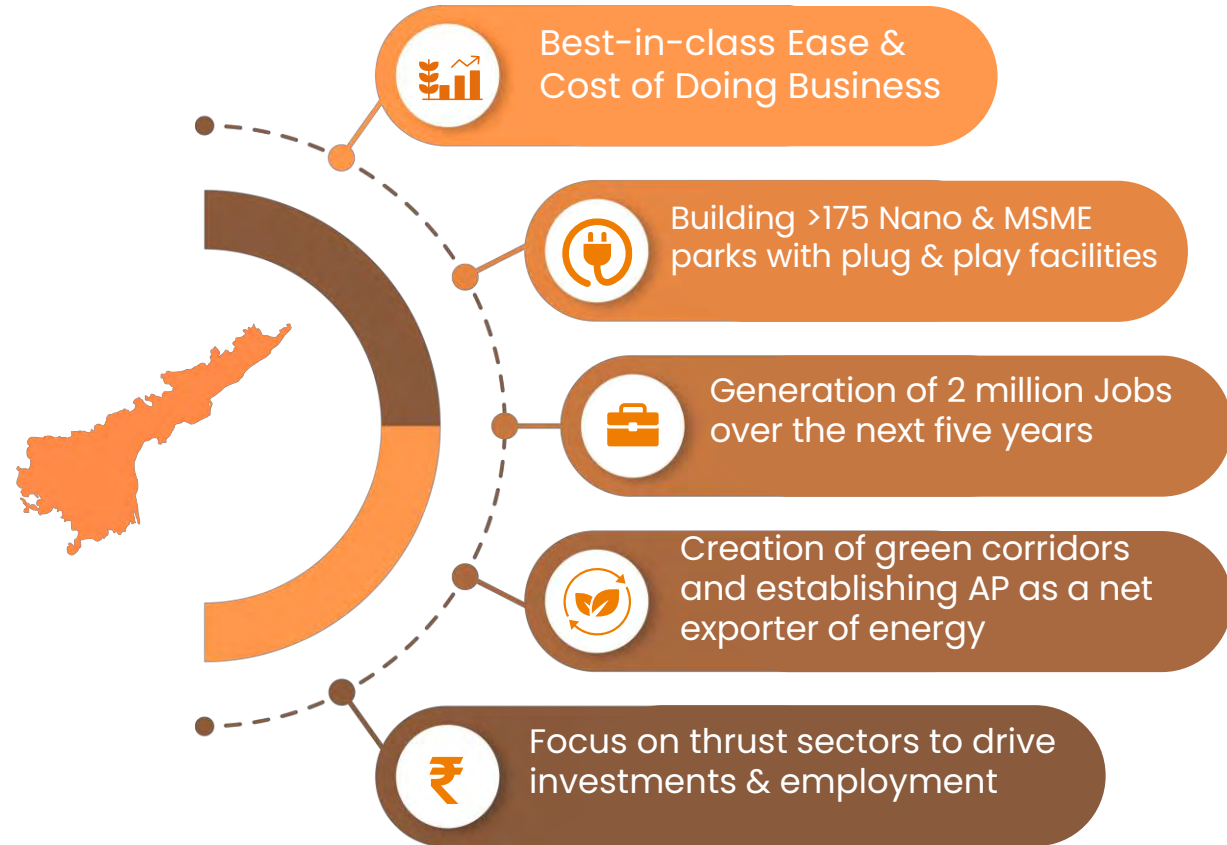 Best-in-class Ease &
Cost of Doing Business
Building >175 Nano & MSME
parks with plug & play facilities
Generation of 2 million Jobs
over the next five years
Creation of green corridors
and establishing AP as a net
exporter of energy
₹
Focus on thrust sectors to drive
investments & employment